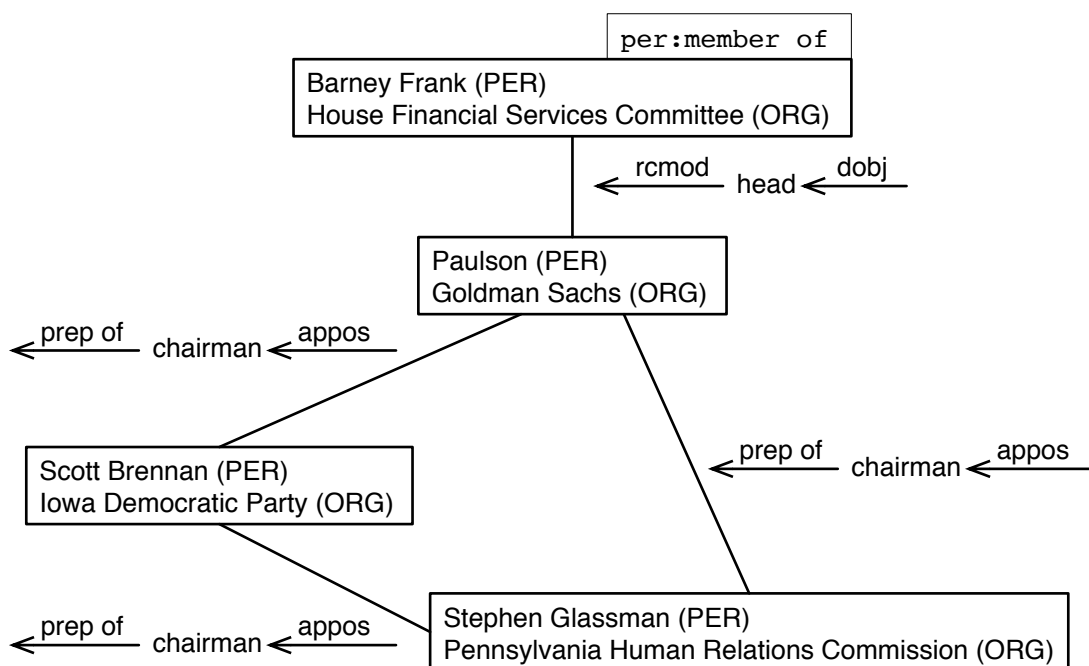 per:member of
Barney Frank (PER)
House Financial Services Committee (ORG)
rcmod head dobj
Paulson (PER)
Goldman Sachs (ORG)
prep of chairman appos
Scott Brennan (PER)
Iowa Democratic Party (ORG)
prep of chairman appos
Stephen Glassman (PER)
Pennsylvania Human Relations Commission (ORG)
prep of chairman appos